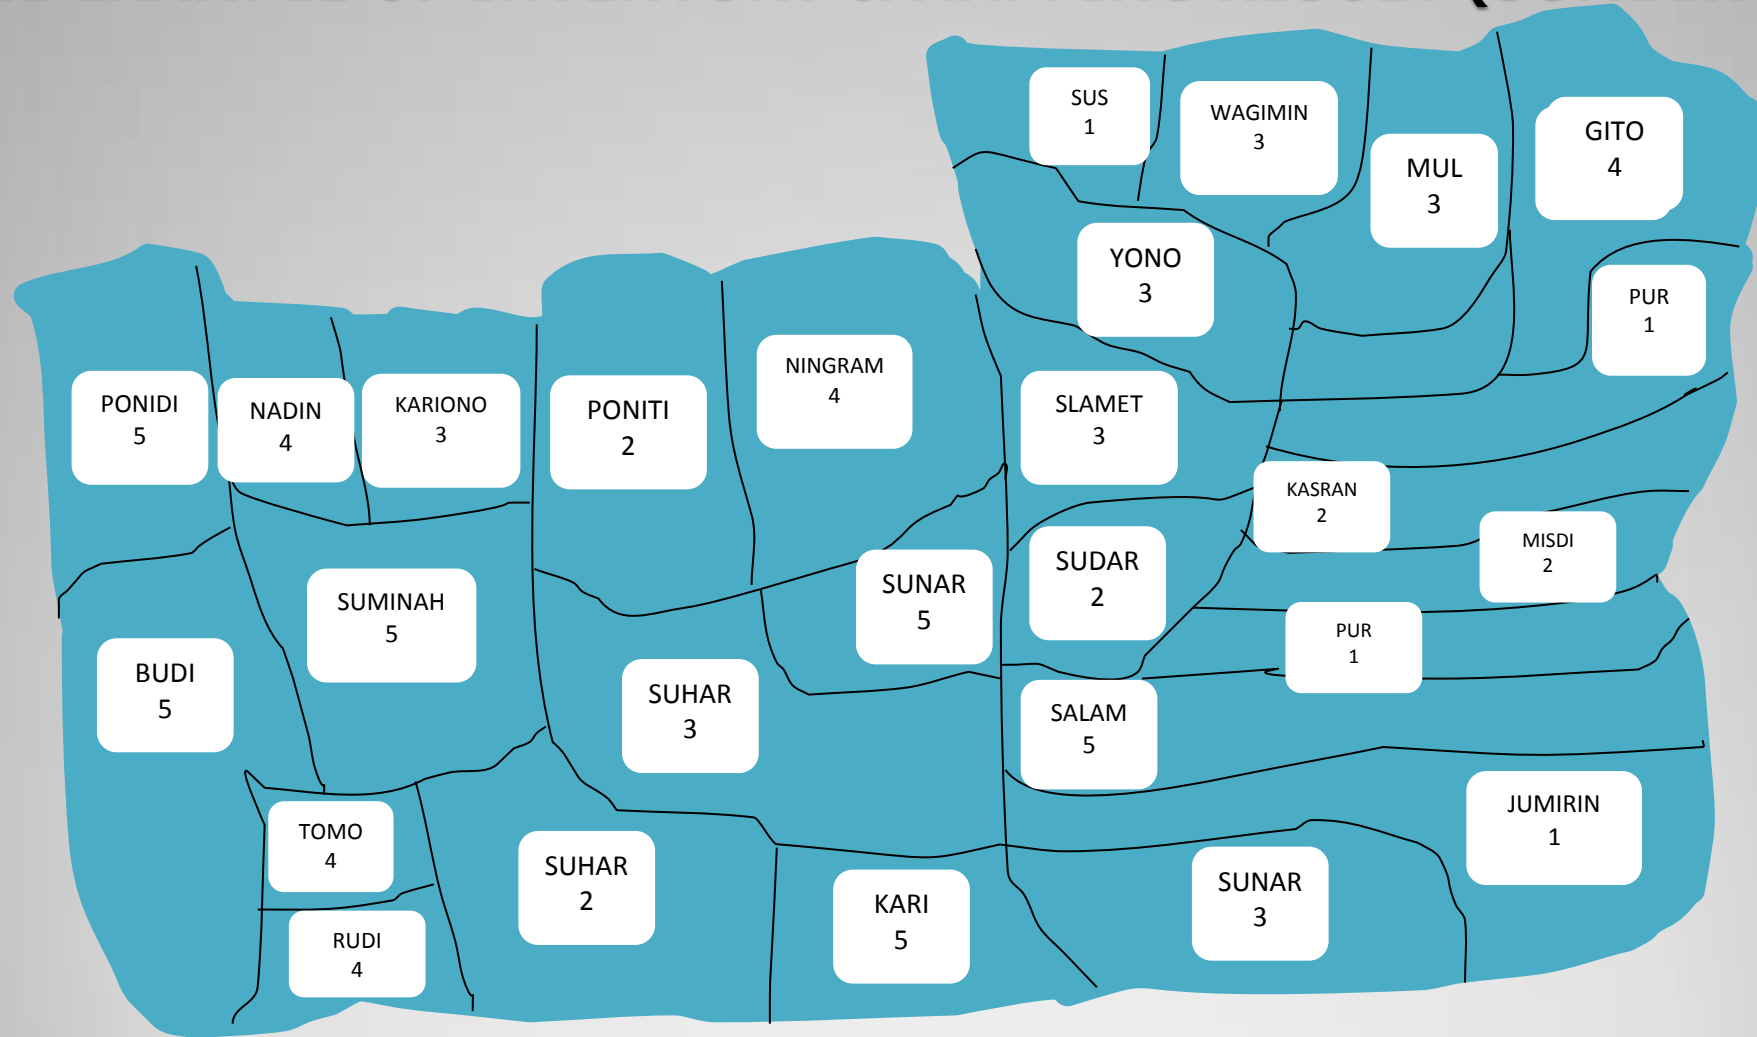 SUS
1
WAGIMIN
3
MUL
3
GITO
4
YONO
3
PUR
1
PONIDI
5
NADIN
4
KARIONO
3
PONITI
2
NINGRAM
4
SLAMET
3
KASRAN
2
MISDI
2
SUMINAH
5
SUNAR
5
SUDAR
2
PUR
1
BUDI
5
SUHAR
3
SALAM
5
JUMIRIN
1
TOMO
4
SUHAR
2
KARI
5
SUNAR
3
RUDI
4